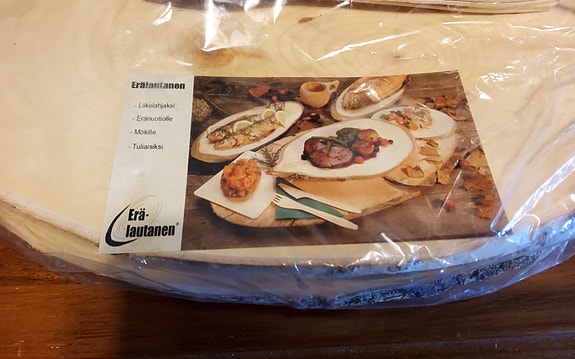 Erälautanen
- Liikelahjaksi
- Eränuotiolle
- Mökille
- Tuliaisiksi
Erä-
lautanen®